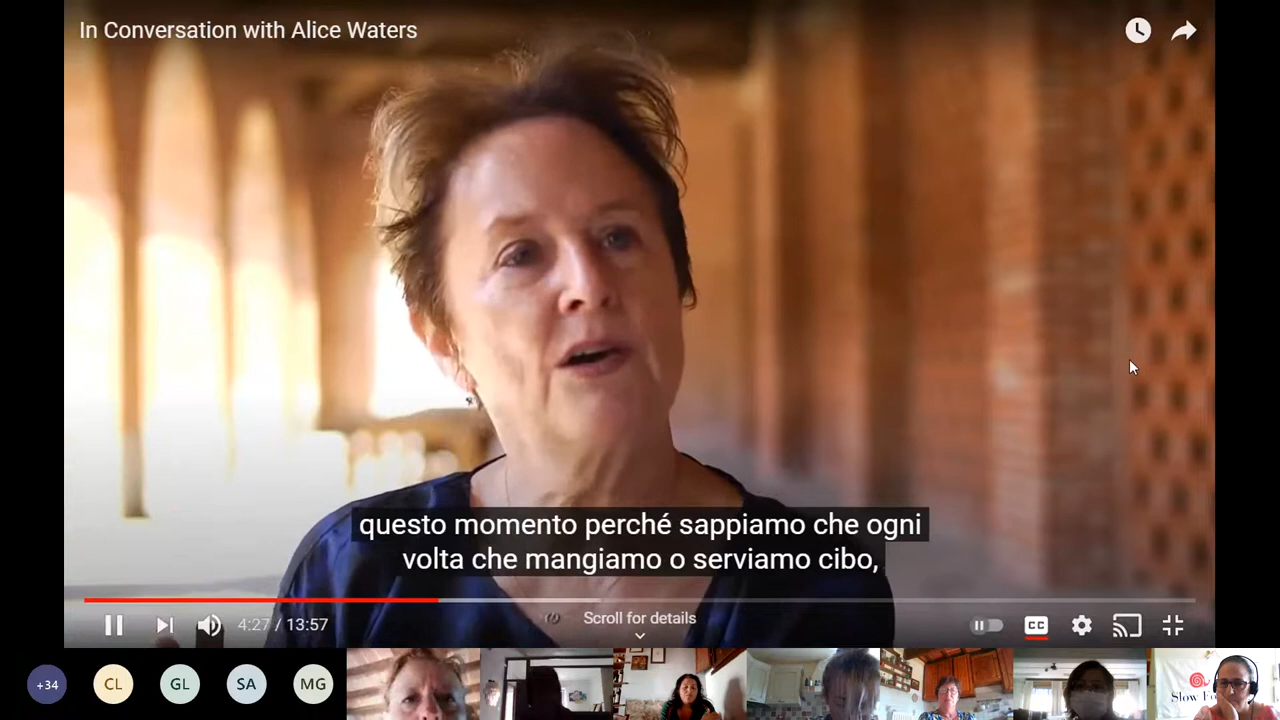 In Conversation with Alice Waters
questo momento perché sappiamo che ogni
volta che mangiamo o serviamo cibo,
4:27 / 13:57
Scroll for details
CC
+34
CL
GL
SA
MG
Slow